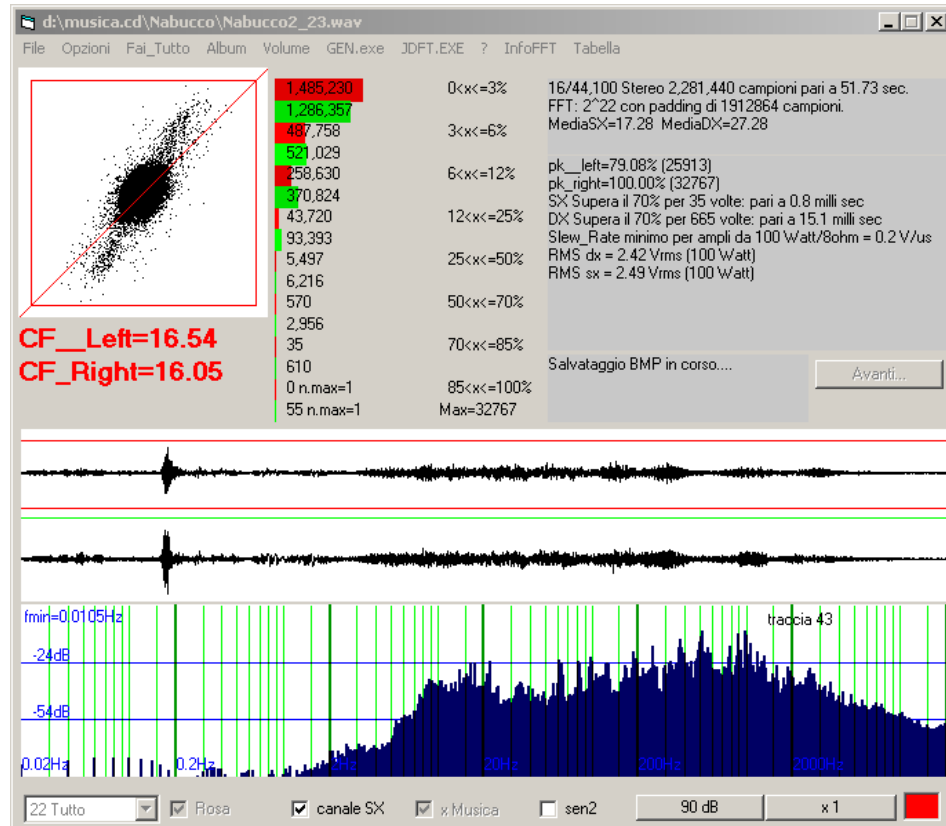 d:\musica.cd\Nabucco\Nabucco2_23.wav
File Opzioni Fai_Tutto Album Volume GEN.exe JDFT.EXE ? InfoFFT Tabella
1,485,230 0<x<=3%
1,286,357
487,758 3<x<=6%
521,029
258,630 6<x<=12%
370,824
43,720 12<x<=25%
93,393
5,497 25<x<=50%
6,216
570 50<x<=70%
2,956
35 70<x<=85%
610
0 n.max=1 85<x<=100%
55 n.max=1 Max=32767
CF__Left=16.54
CF_Right=16.05
16/44,100 Stereo 2,281,440 campioni pari a 51.73 sec.
FFT: 2^22 con padding di 1912864 campioni.
MediaSX=17.28 MediaDX=27.28
pk__left=79.08% (25913)
pk_right=100.00% (32767)
SX Supera il 70% per 35 volte: pari a 0.8 milli sec
DX Supera il 70% per 665 volte: pari a 15.1 milli sec
Slew_Rate minimo per ampli da 100 Watt/8ohm = 0.2 V/us
RMS dx = 2.42 Vrms (100 Watt)
RMS sx = 2.49 Vrms (100 Watt)
Salvataggio BMP in corso....
Avanti...
fmin=0.0105Hz
traccia 43
-24dB
-54dB
0.02Hz 0.2Hz 20Hz 200Hz 2000Hz
22 Tutto Rosa canale SX x Musica sen2 90 dB x 1